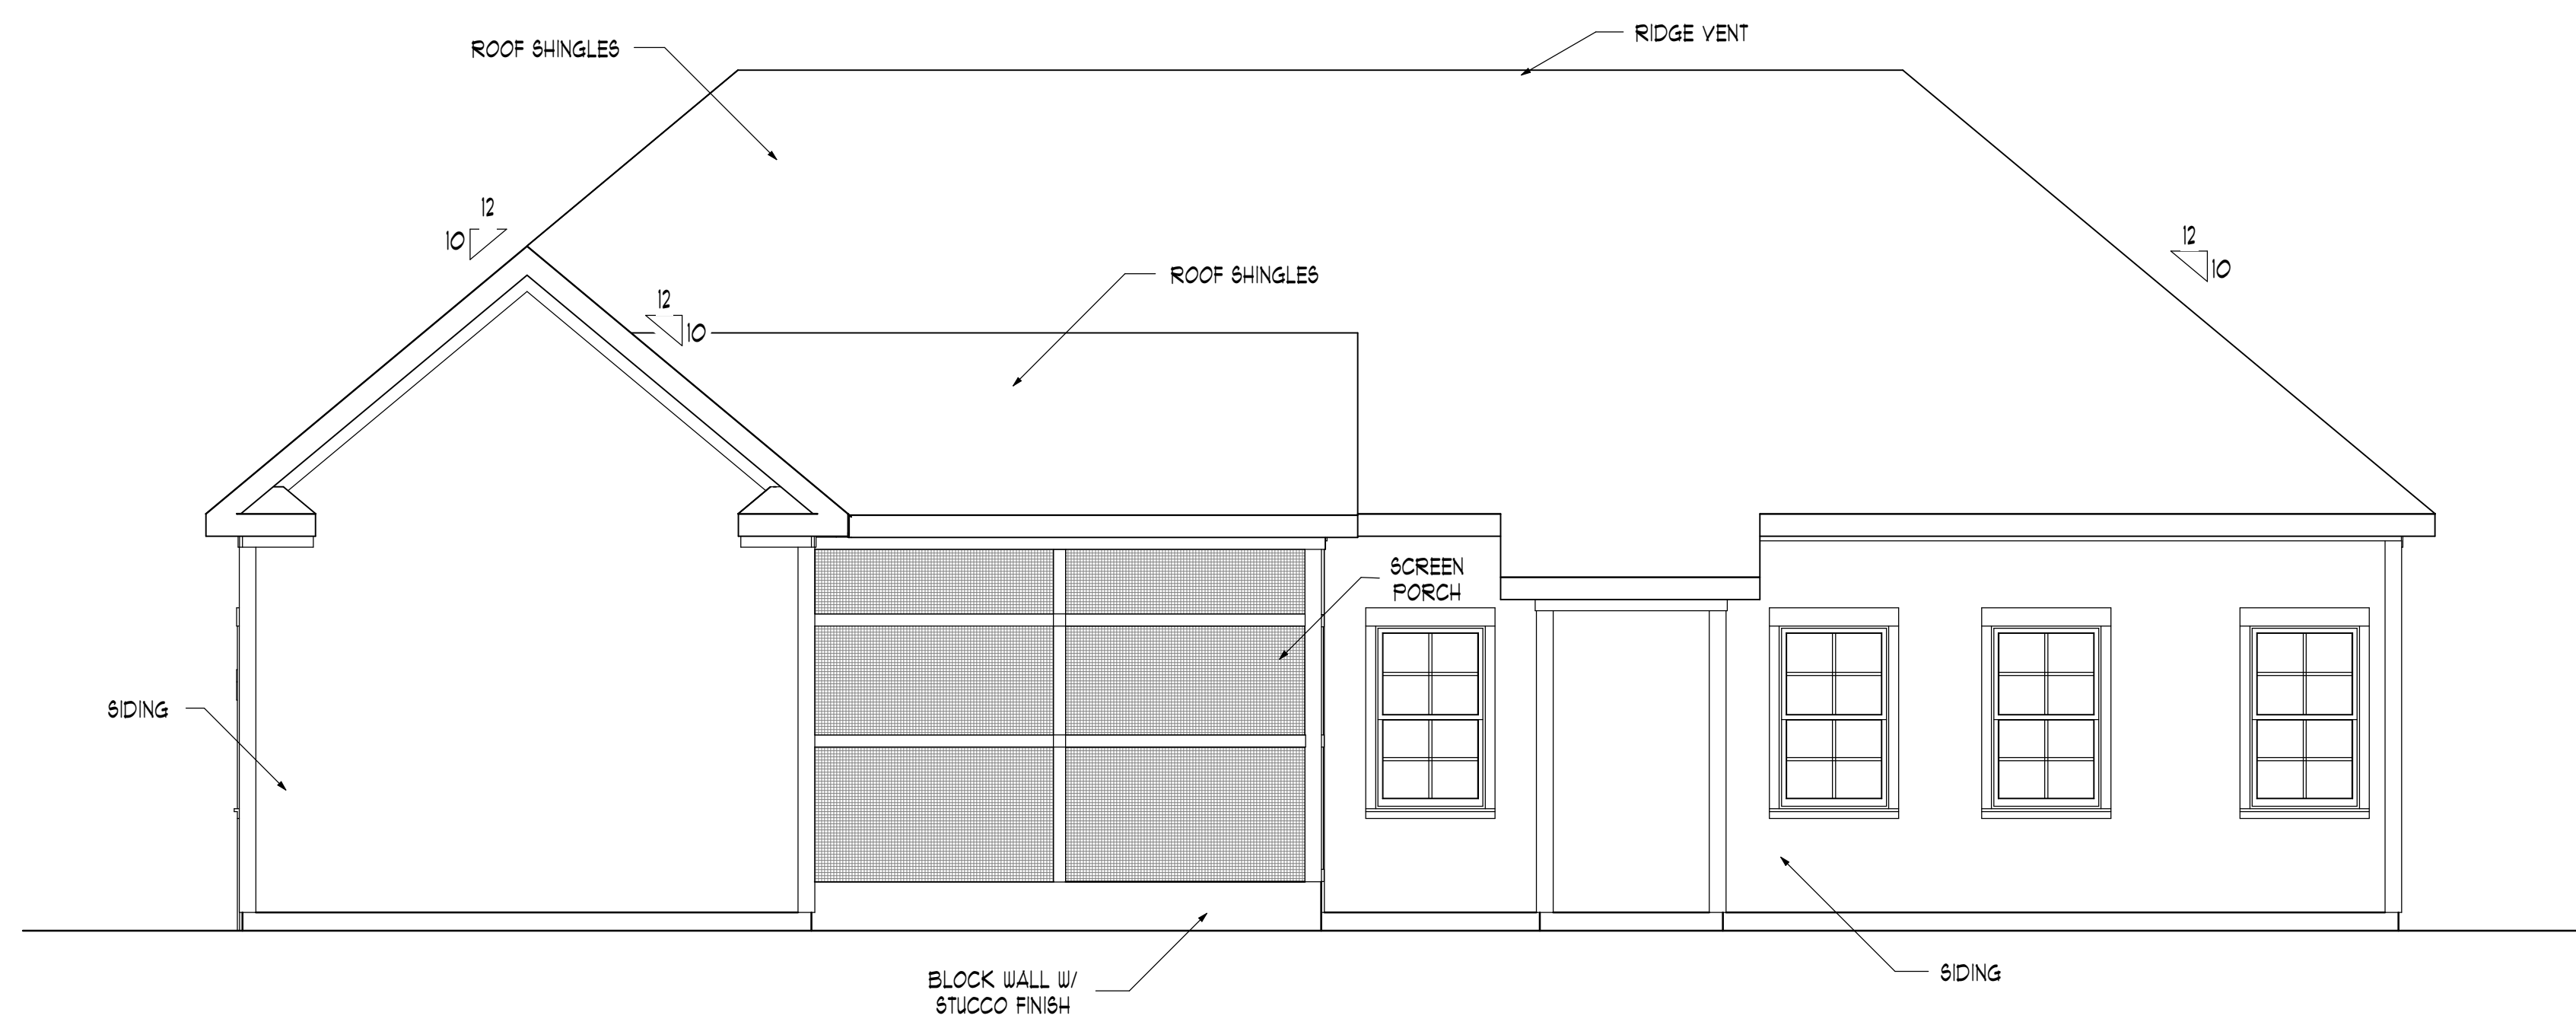 RIDGE VENT
ROOF SHINGLES
12
10
12
10
ROOF SHINGLES
12
10
SCREEN
PORCH
SIDING
SIDING
BLOCK WALL W/
STUCCO FINISH